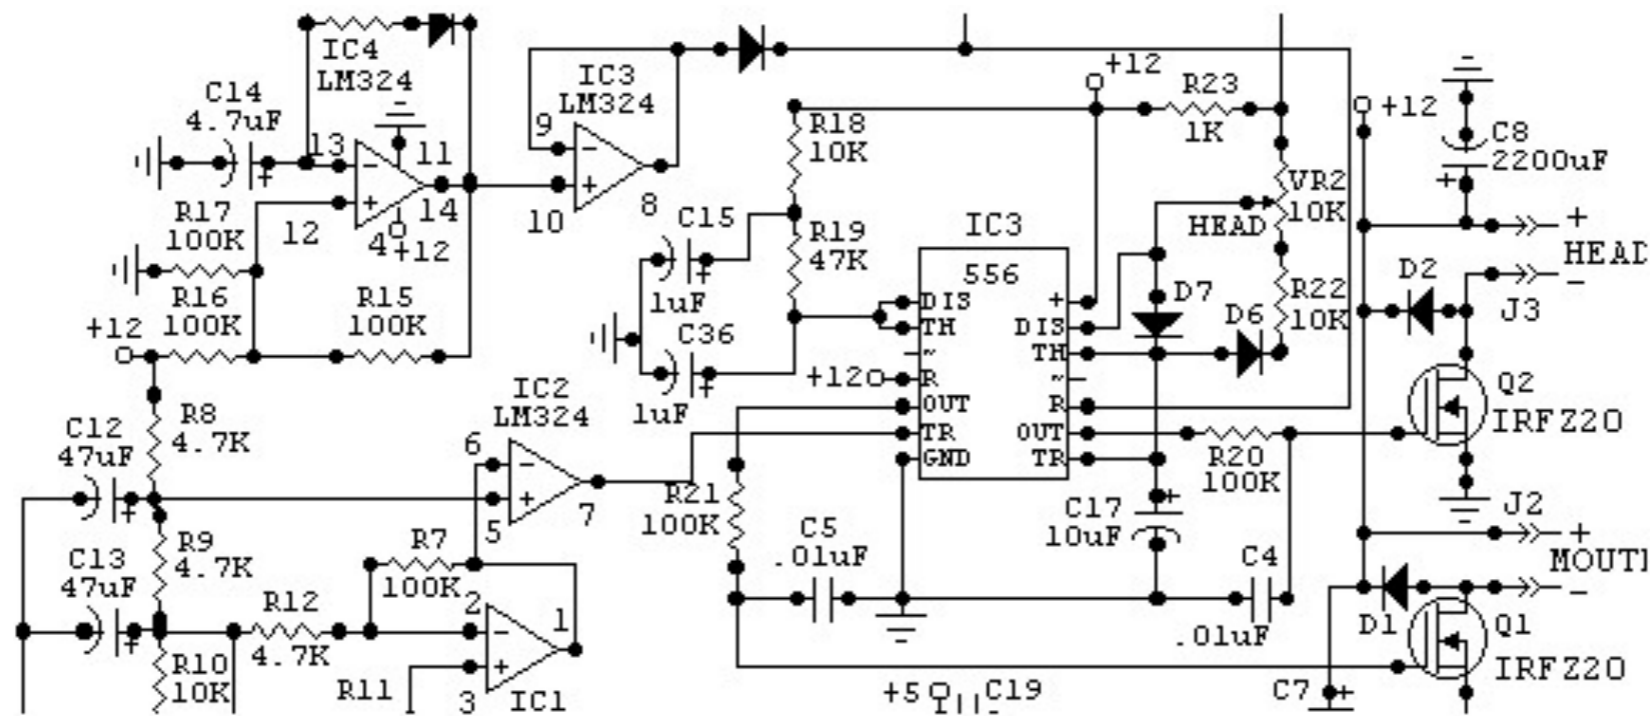 IC4
LM324
C14
4.7uF
13
11
12
14
4
+12
R17
100K
R16
100K
R15
100K
+12
IC3
LM324
9
10
8
+12
R23
1K
R18
10K
R19
47K
C15
1uF
C36
1uF
IC3
556
DIS
TH
~
R
OUT
TR
GND
+
DIS
TH
~
R
OUT
TR
+12
HEAD
VR2
10K
R22
10K
D7
D6
+12
C8
2200uF
+
+
HEAD
-
J3
D2
Q2
IRFZ20
R8
4.7K
C12
47uF
+
R9
4.7K
C13
47uF
+
R10
10K
R12
4.7K
R7
100K
IC2
LM324
6
5
7
2
3
1
R11
IC1
R21
100K
C5
.01uF
R20
100K
C17
10uF
+
C4
.01uF
J2
+
MOUT
-
D1
Q1
IRFZ20
C7
+
+5
C19